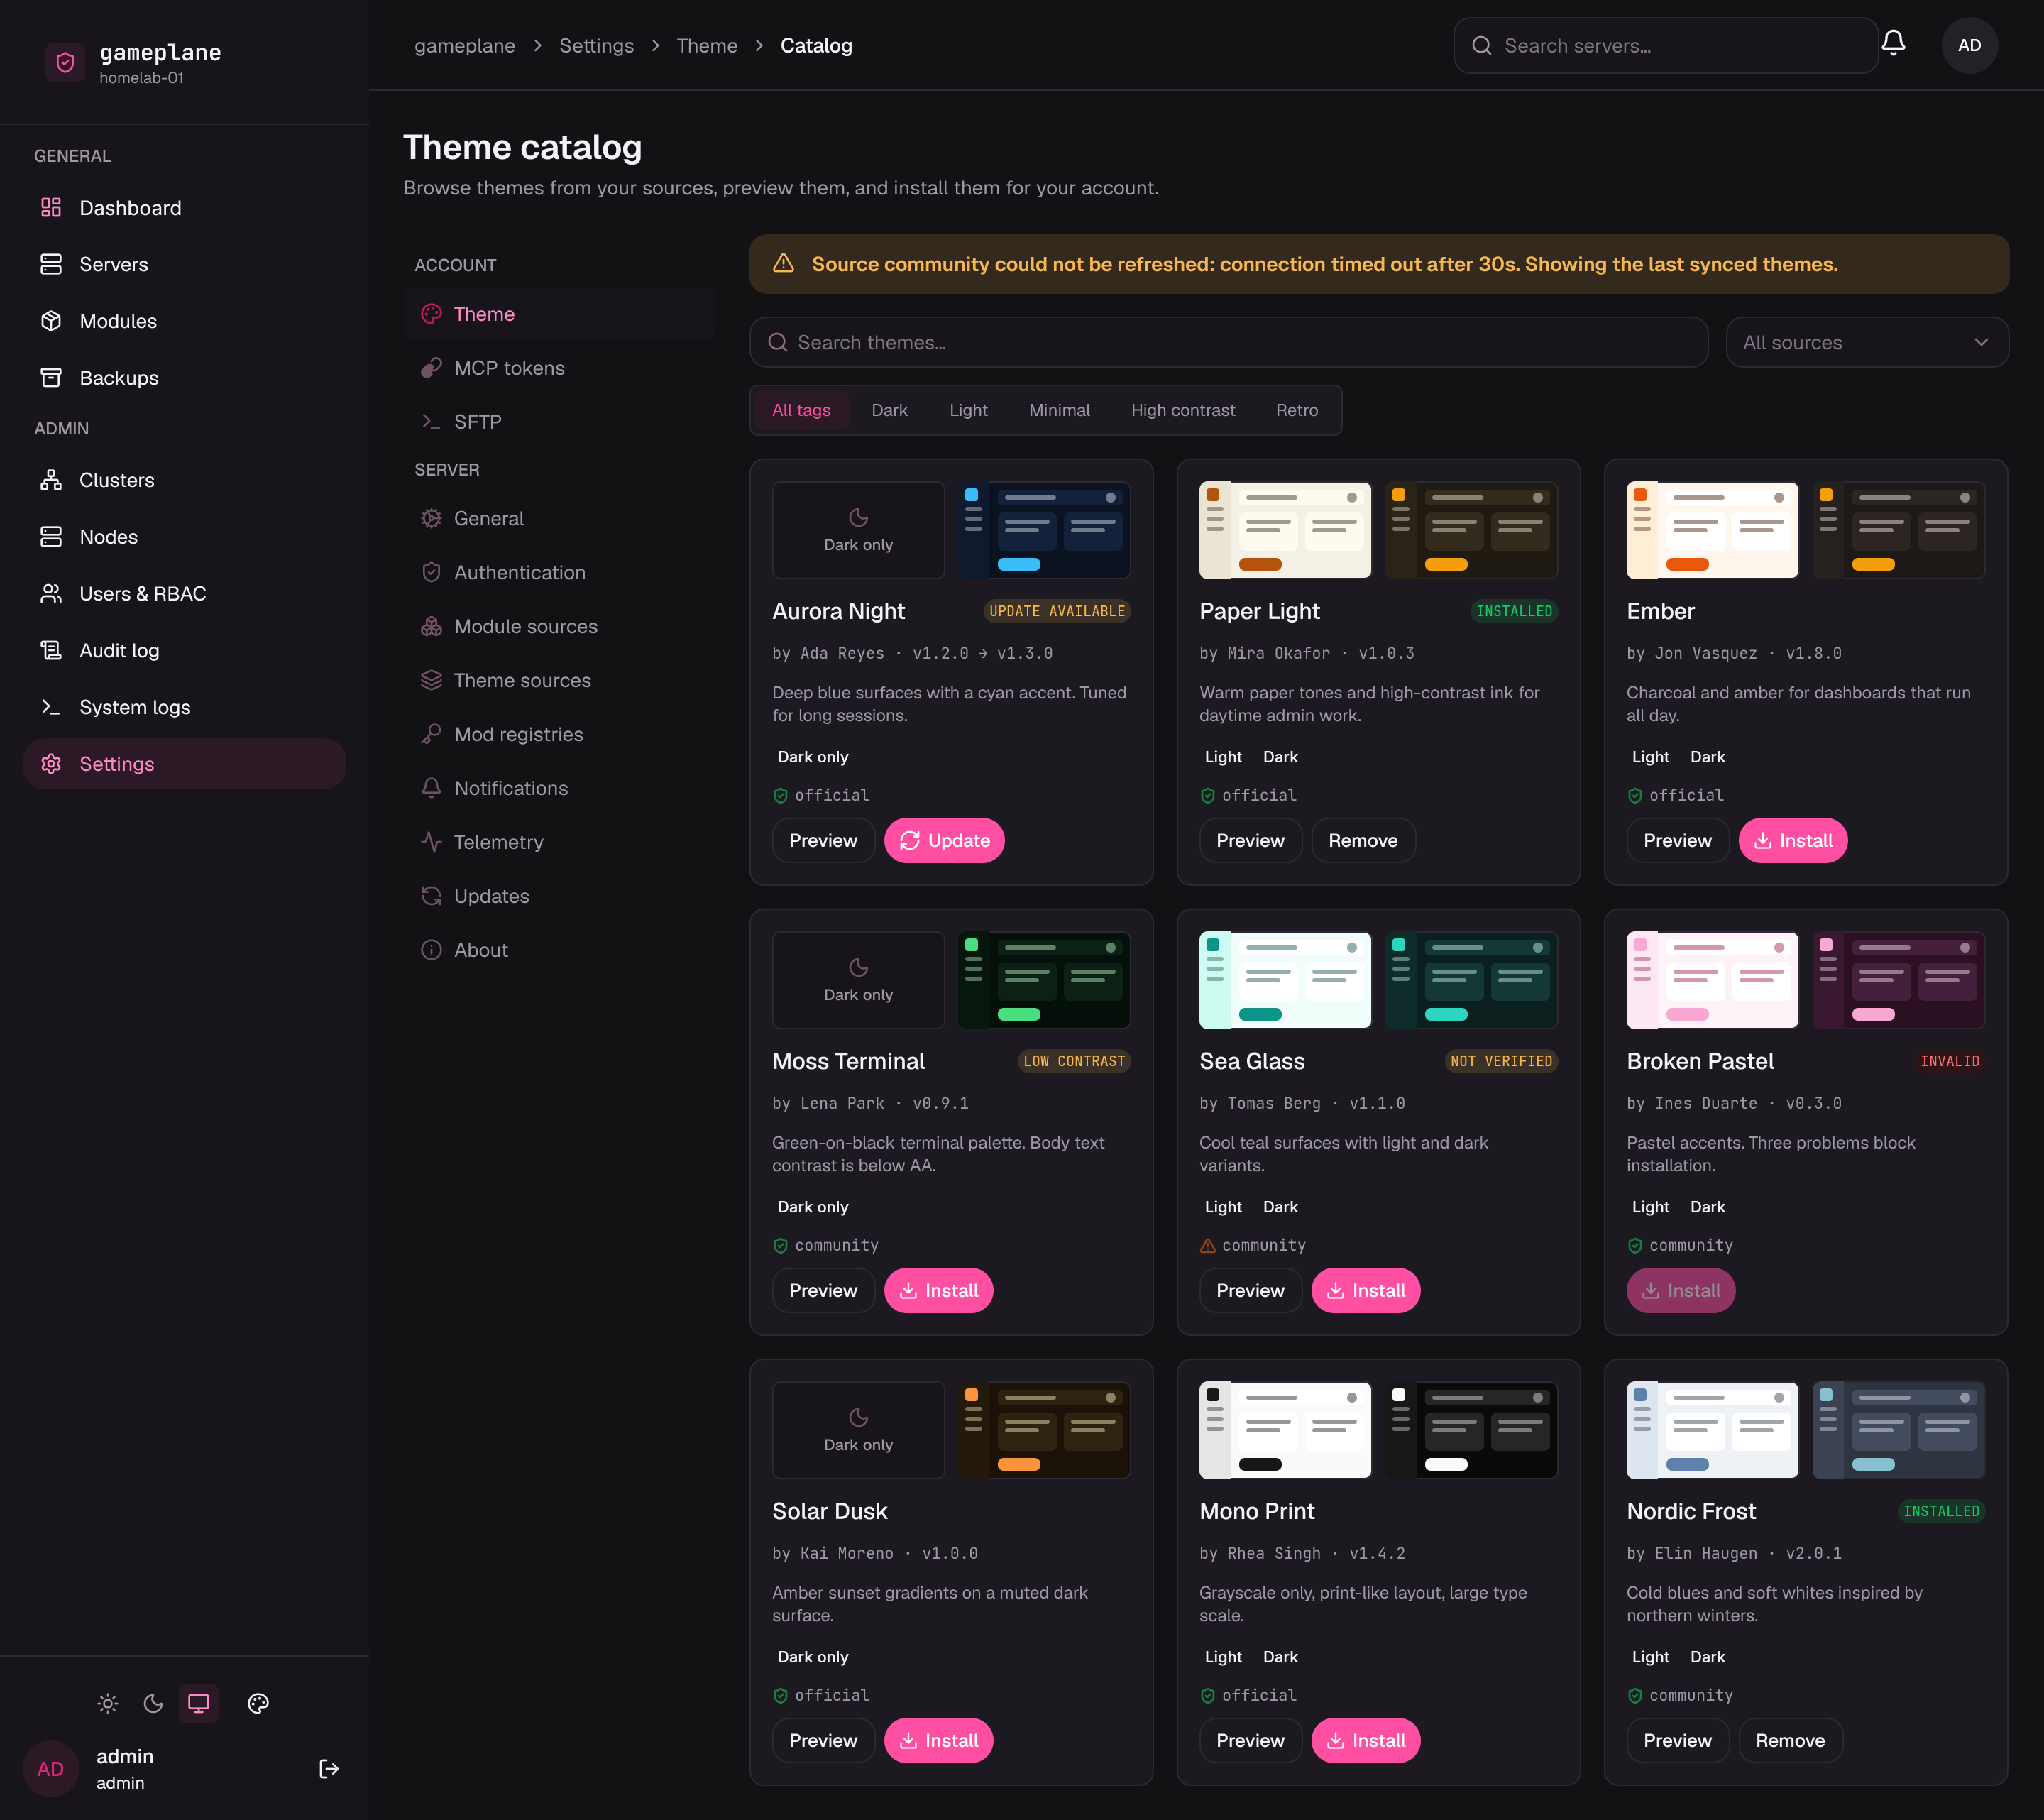 gameplane
homelab-01
GENERAL
Dashboard
Servers
Modules
Backups
ADMIN
Clusters
Nodes
Users & RBAC
Audit log
System logs
Settings
AD
admin
admin
gameplane > Settings > Theme > Catalog
Search servers...
AD
Theme catalog
Browse themes from your sources, preview them, and install them for your account.
ACCOUNT
Theme
MCP tokens
SFTP
SERVER
General
Authentication
Module sources
Theme sources
Mod registries
Notifications
Telemetry
Updates
About
Source community could not be refreshed: connection timed out after 30s. Showing the last synced themes.
Search themes...
All sources
All tags Dark Light Minimal High contrast Retro
Dark only
Aurora Night UPDATE AVAILABLE
by Ada Reyes · v1.2.0 → v1.3.0
Deep blue surfaces with a cyan accent. Tuned
for long sessions.
Dark only
official
Preview Update
Paper Light INSTALLED
by Mira Okafor · v1.0.3
Warm paper tones and high-contrast ink for
daytime admin work.
Light Dark
official
Preview Remove
Ember
by Jon Vasquez · v1.8.0
Charcoal and amber for dashboards that run
all day.
Light Dark
official
Preview Install
Dark only
Moss Terminal LOW CONTRAST
by Lena Park · v0.9.1
Green-on-black terminal palette. Body text
contrast is below AA.
Dark only
community
Preview Install
Sea Glass NOT VERIFIED
by Tomas Berg · v1.1.0
Cool teal surfaces with light and dark
variants.
Light Dark
community
Preview Install
Broken Pastel INVALID
by Ines Duarte · v0.3.0
Pastel accents. Three problems block
installation.
Light Dark
community
Install
Dark only
Solar Dusk
by Kai Moreno · v1.0.0
Amber sunset gradients on a muted dark
surface.
Dark only
official
Preview Install
Mono Print
by Rhea Singh · v1.4.2
Grayscale only, print-like layout, large type
scale.
Light Dark
official
Preview Install
Nordic Frost INSTALLED
by Elin Haugen · v2.0.1
Cold blues and soft whites inspired by
northern winters.
Light Dark
community
Preview Remove